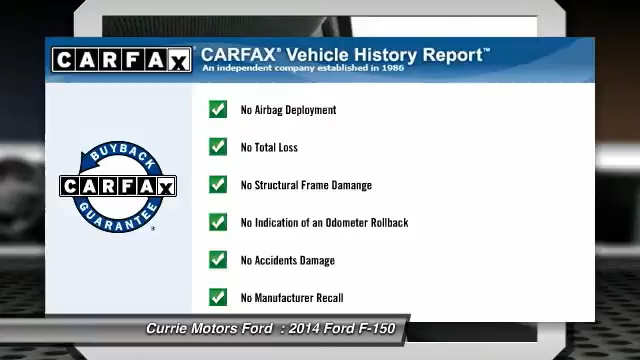 CARFAX CARFAX® Vehicle History Report™
An independent company established in 1986
No Airbag Deployment
No Total Loss
No Structural Frame Damange
No Indication of an Odometer Rollback
No Accidents Damage
No Manufacturer Recall
BUYBACK
CARFAX
GUARANTEE®
Currie Motors Ford : 2014 Ford F-150